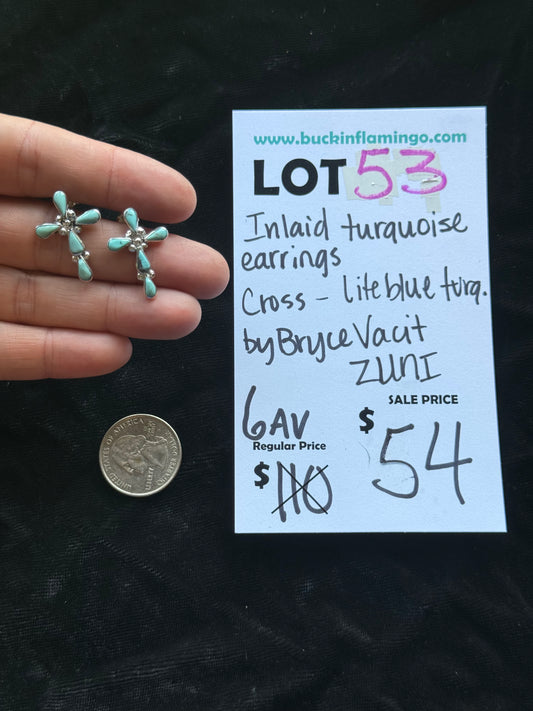 www.buckinflamingo.com
LOT 53
Inlaid turquoise
earrings
Cross - lite blue turq.
by Bryce Vacit
ZUNI
6AV
Regular Price
$110
SALE PRICE
$54